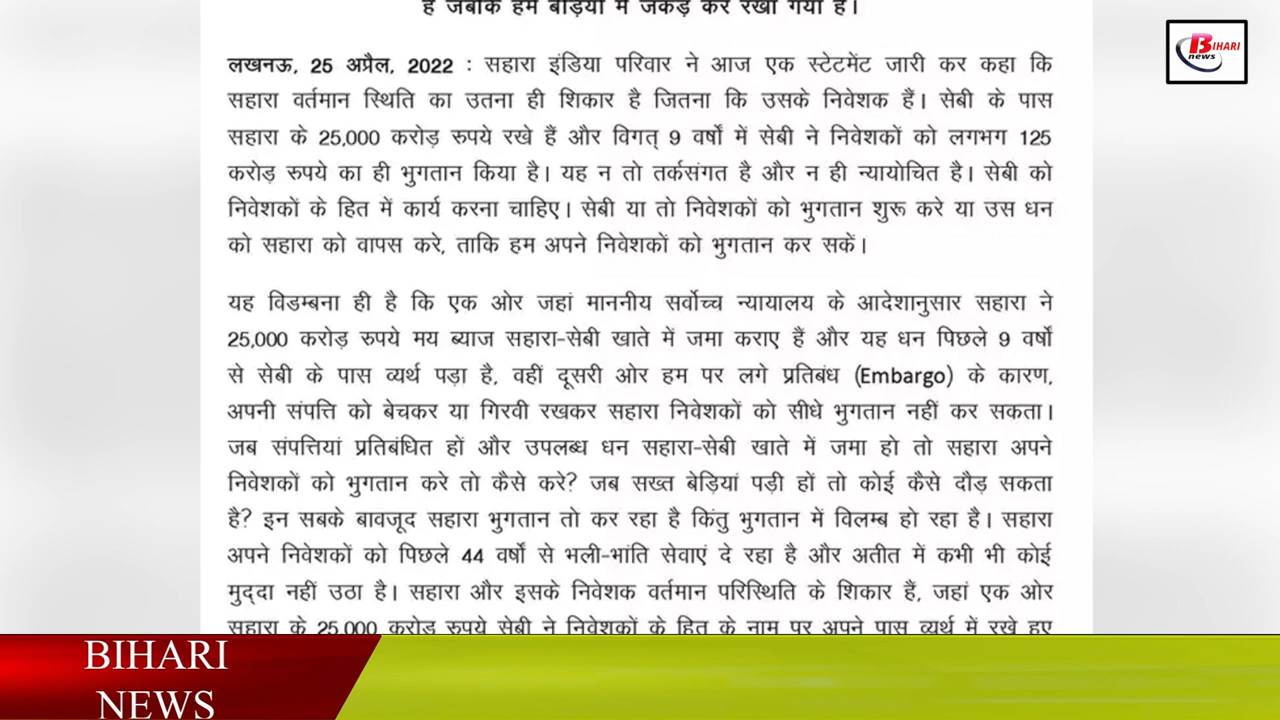 है जबकि हमें बेड़ियों में जकड़ कर रखा गया है।
BIHARI
news
लखनऊ, 25 अप्रैल, 2022 : सहारा इंडिया परिवार ने आज एक स्टेटमेंट जारी कर कहा कि
सहारा वर्तमान स्थिति का उतना ही शिकार है जितना कि उसके निवेशक हैं। सेबी के पास
सहारा के 25,000 करोड़ रुपये रखे हैं और विगत् 9 वर्षों में सेबी ने निवेशकों को लगभग 125
करोड़ रुपये का ही भुगतान किया है। यह न तो तर्कसंगत है और न ही न्यायोचित है। सेबी को
निवेशकों के हित में कार्य करना चाहिए। सेबी या तो निवेशकों को भुगतान शुरू करे या उस धन
को सहारा को वापस करे, ताकि हम अपने निवेशकों को भुगतान कर सकें।
यह विडम्बना ही है कि एक ओर जहां माननीय सर्वोच्च न्यायालय के आदेशानुसार सहारा ने
25,000 करोड़ रुपये मय ब्याज सहारा-सेबी खाते में जमा कराए हैं और यह धन पिछले 9 वर्षों
से सेबी के पास व्यर्थ पड़ा है, वहीं दूसरी ओर हम पर लगे प्रतिबंध (Embargo) के कारण,
अपनी संपत्ति को बेचकर या गिरवी रखकर सहारा निवेशकों को सीधे भुगतान नहीं कर सकता।
जब संपत्तियां प्रतिबंधित हों और उपलब्ध धन सहारा-सेबी खाते में जमा हो तो सहारा अपने
निवेशकों को भुगतान करे तो कैसे करे? जब सख्त बेड़ियां पड़ी हों तो कोई कैसे दौड़ सकता
है? इन सबके बावजूद सहारा भुगतान तो कर रहा है किंतु भुगतान में विलम्ब हो रहा है। सहारा
अपने निवेशकों को पिछले 44 वर्षों से भली-भांति सेवाएं दे रहा है और अतीत में कभी भी कोई
मुद्दा नहीं उठा है। सहारा और इसके निवेशक वर्तमान परिस्थिति के शिकार हैं, जहां एक ओर
सहारा के 25,000 करोड़ रुपये सेबी ने निवेशकों के हित के नाम पर अपने पास व्यर्थ में रखे हुए
BIHARI
NEWS